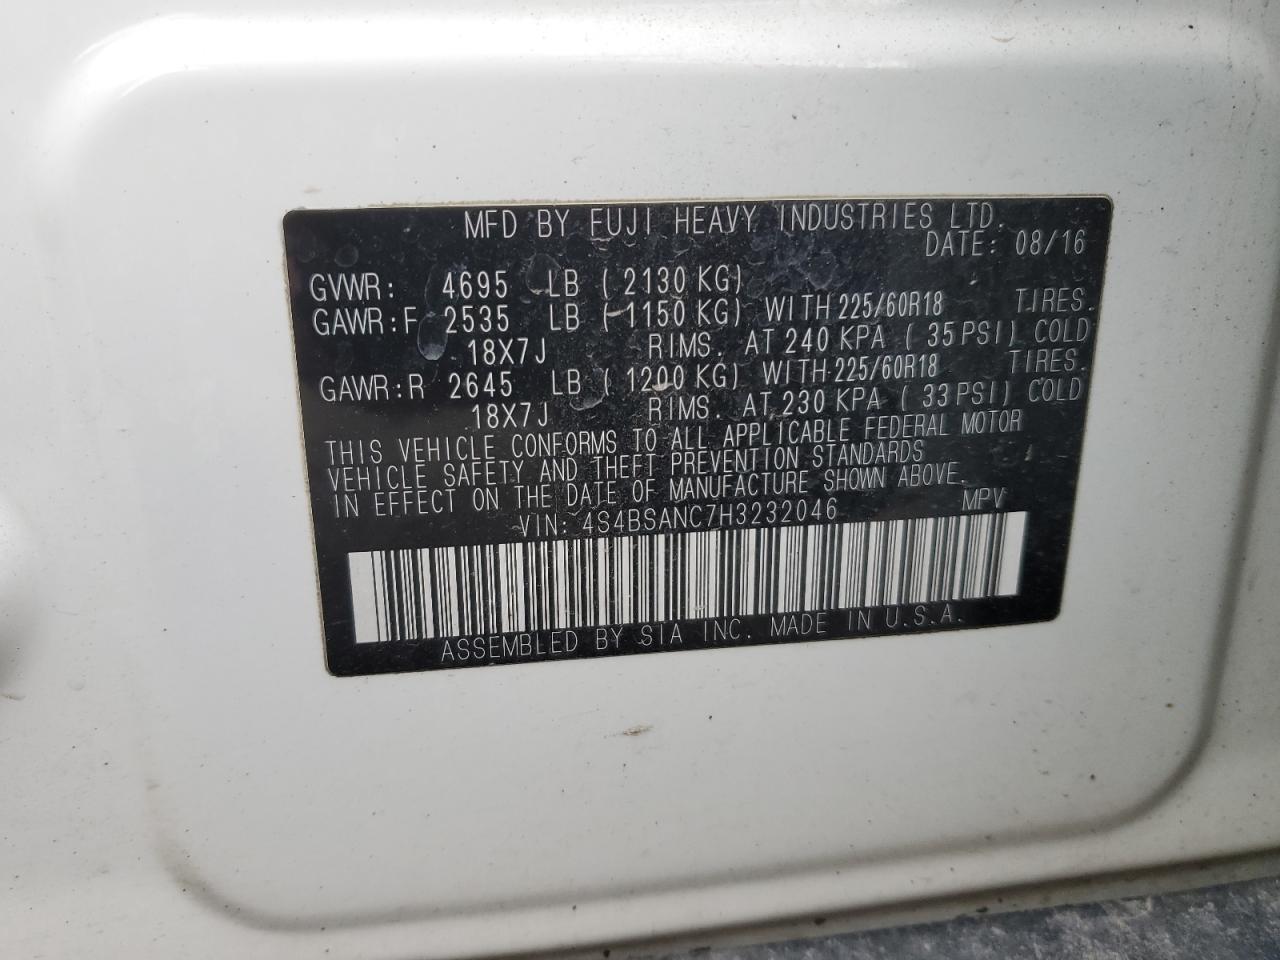 MFD BY FUJI HEAVY INDUSTRIES LTD.
DATE: 08/16
GVWR: 4695 LB ( 2130 KG)
GAWR:F 2535 LB ( 1150 KG) WITH 225/60R18 TIRES.
18X7J RIMS. AT 240 KPA ( 35 PSI) COLD
GAWR:R 2645 LB ( 1200 KG) WITH 225/60R18 TIRES.
18X7J RIMS. AT 230 KPA ( 33 PSI) COLD
THIS VEHICLE CONFORMS TO ALL APPLICABLE FEDERAL MOTOR
VEHICLE SAFETY AND THEFT PREVENTION STANDARDS
IN EFFECT ON THE DATE OF MANUFACTURE SHOWN ABOVE.
VIN: 4S4BSANC7H3232046 MPV
ASSEMBLED BY SIA INC. MADE IN U.S.A.